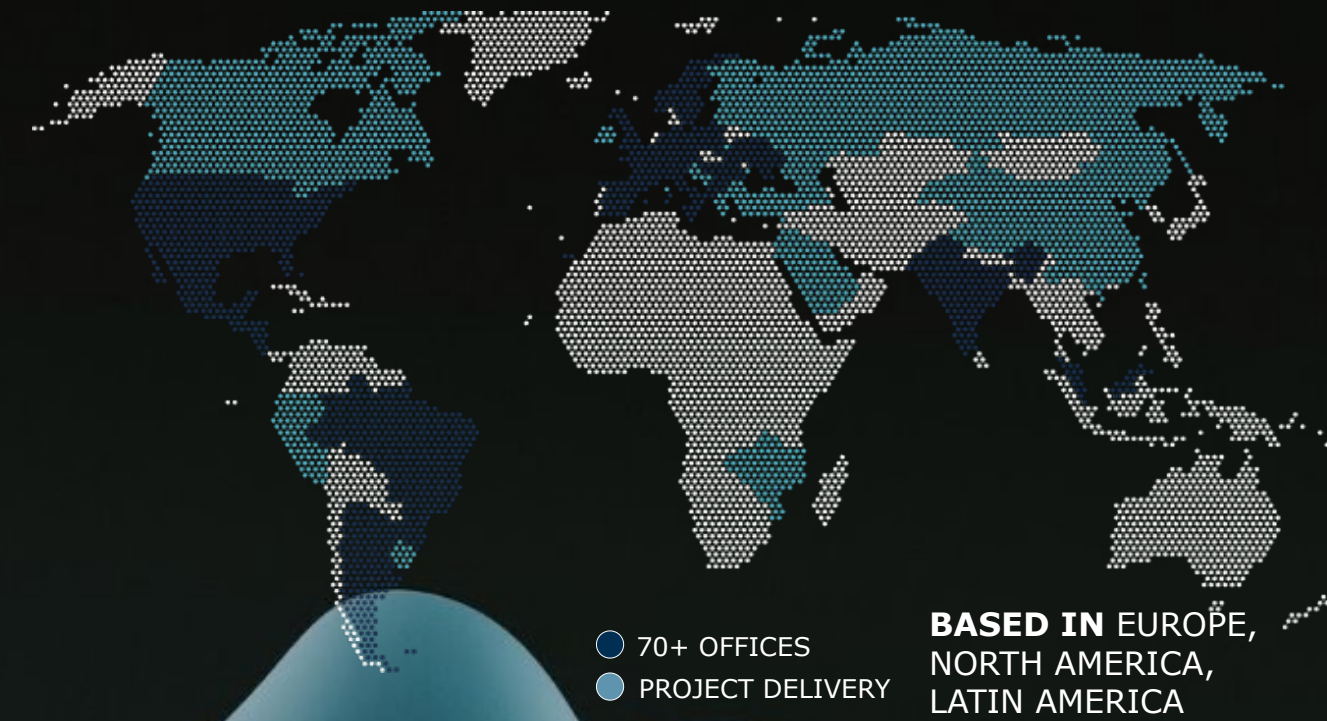 70+ OFFICES
PROJECT DELIVERY
BASED IN EUROPE,
NORTH AMERICA,
LATIN AMERICA